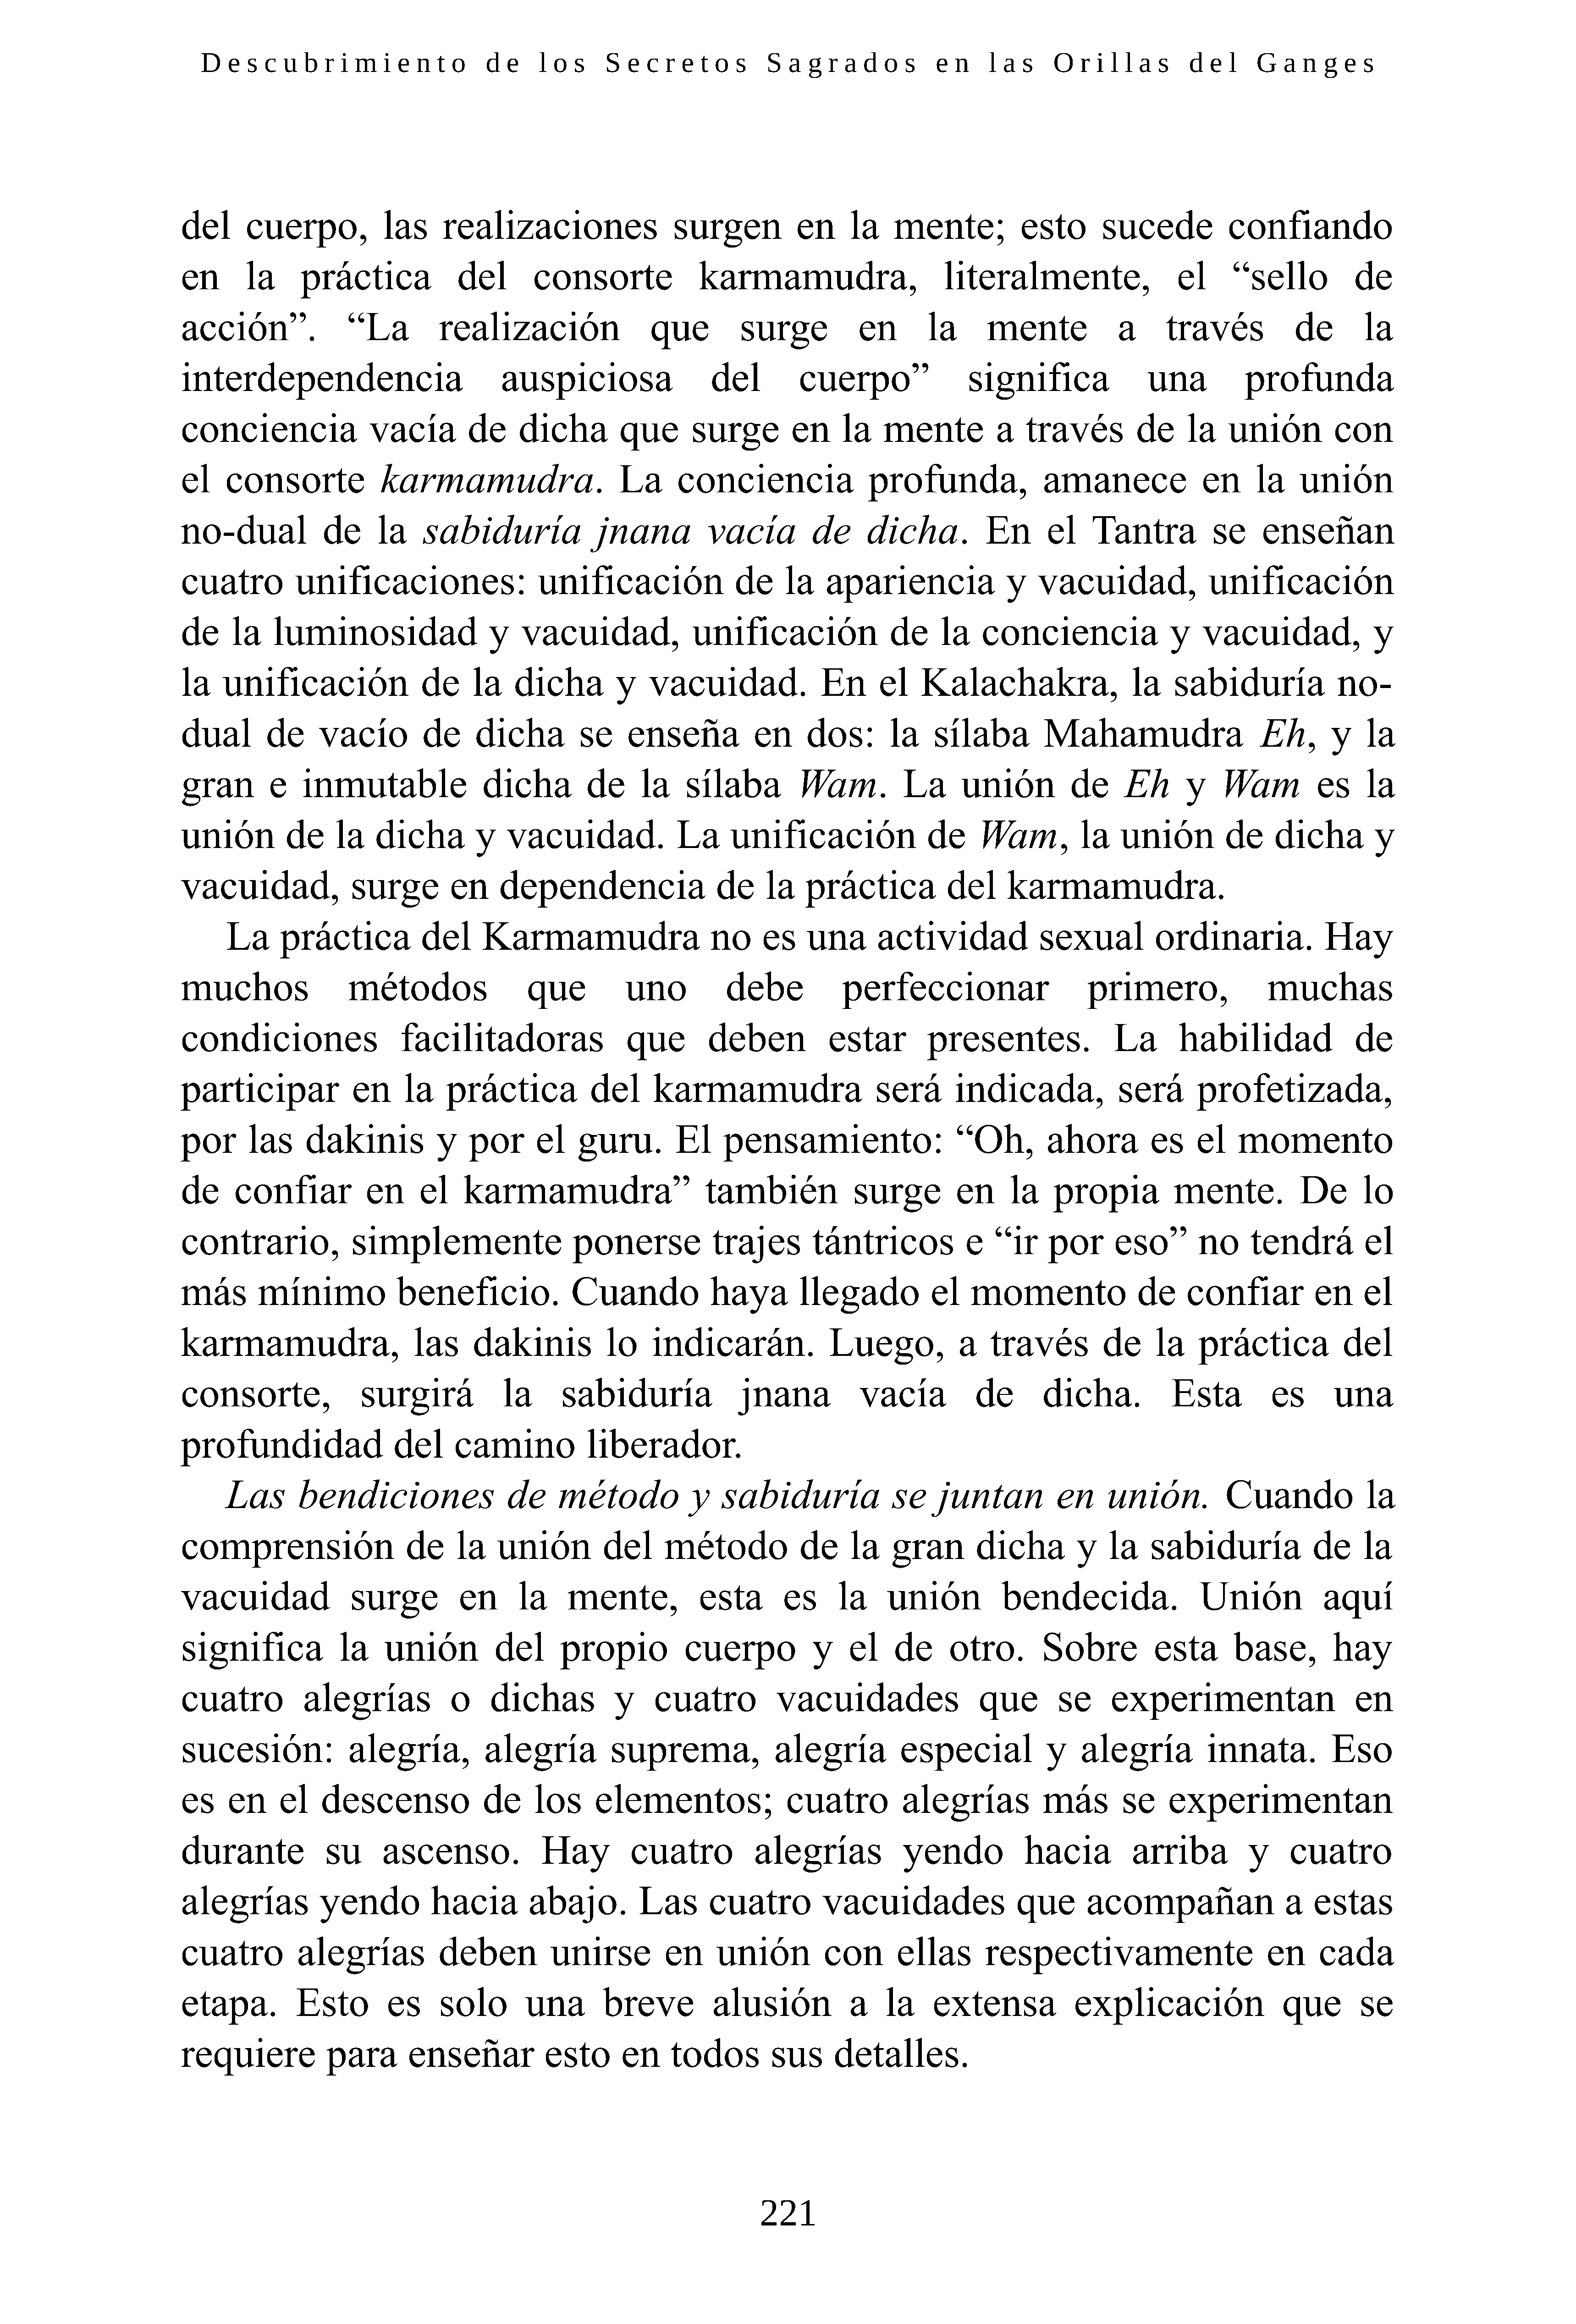 Descubrimiento de los Secretos Sagrados en las Orillas del Ganges
del cuerpo, las realizaciones surgen en la mente; esto sucede confiando
en la práctica del consorte karmamudra, literalmente, el “sello de
acción”. “La realización que surge en la mente a través de la
interdependencia auspiciosa del cuerpo” significa una profunda
conciencia vacía de dicha que surge en la mente a través de la unión con
el consorte karmamudra. La conciencia profunda, amanece en la unión
no-dual de la sabiduría jnana vacía de dicha. En el Tantra se enseñan
cuatro unificaciones: unificación de la apariencia y vacuidad, unificación
de la luminosidad y vacuidad, unificación de la conciencia y vacuidad, y
la unificación de la dicha y vacuidad. En el Kalachakra, la sabiduría no-
dual de vacío de dicha se enseña en dos: la sílaba Mahamudra Eh, y la
gran e inmutable dicha de la sílaba Wam. La unión de Eh y Wam es la
unión de la dicha y vacuidad. La unificación de Wam, la unión de dicha y
vacuidad, surge en dependencia de la práctica del karmamudra.
La práctica del Karmamudra no es una actividad sexual ordinaria. Hay
muchos métodos que uno debe perfeccionar primero, muchas
condiciones facilitadoras que deben estar presentes. La habilidad de
participar en la práctica del karmamudra será indicada, será profetizada,
por las dakinis y por el guru. El pensamiento: “Oh, ahora es el momento
de confiar en el karmamudra” también surge en la propia mente. De lo
contrario, simplemente ponerse trajes tántricos e “ir por eso” no tendrá el
más mínimo beneficio. Cuando haya llegado el momento de confiar en el
karmamudra, las dakinis lo indicarán. Luego, a través de la práctica del
consorte, surgirá la sabiduría jnana vacía de dicha. Esta es una
profundidad del camino liberador.
Las bendiciones de método y sabiduría se juntan en unión. Cuando la
comprensión de la unión del método de la gran dicha y la sabiduría de la
vacuidad surge en la mente, esta es la unión bendecida. Unión aquí
significa la unión del propio cuerpo y el de otro. Sobre esta base, hay
cuatro alegrías o dichas y cuatro vacuidades que se experimentan en
sucesión: alegría, alegría suprema, alegría especial y alegría innata. Eso
es en el descenso de los elementos; cuatro alegrías más se experimentan
durante su ascenso. Hay cuatro alegrías yendo hacia arriba y cuatro
alegrías yendo hacia abajo. Las cuatro vacuidades que acompañan a estas
cuatro alegrías deben unirse en unión con ellas respectivamente en cada
etapa. Esto es solo una breve alusión a la extensa explicación que se
requiere para enseñar esto en todos sus detalles.
221